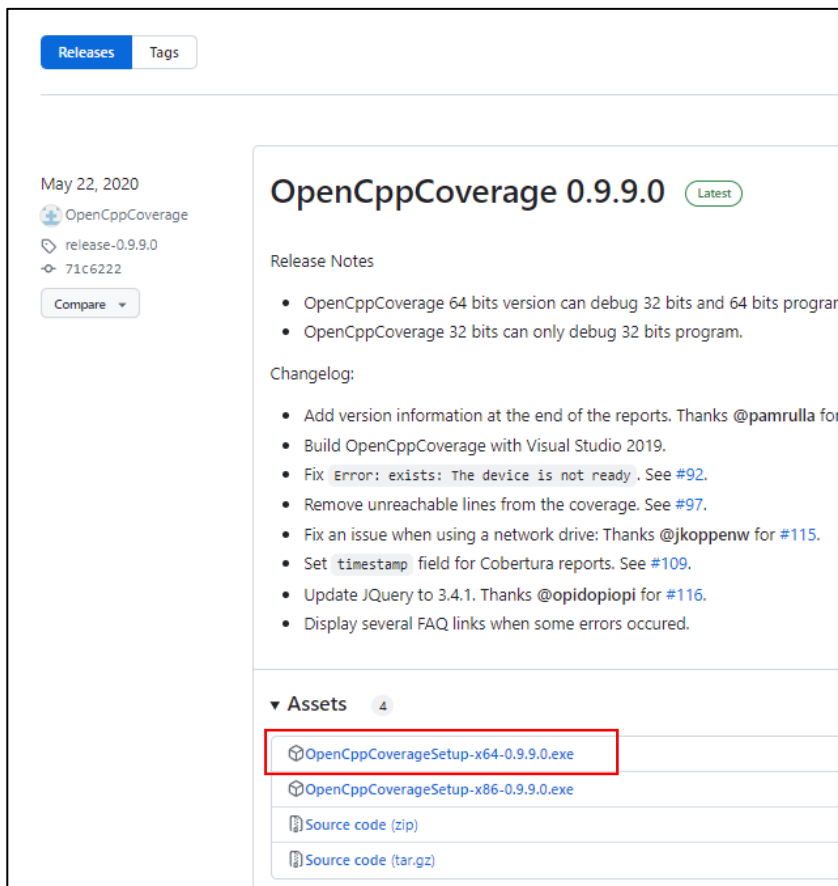 Releases Tags
May 22, 2020
OpenCppCoverage
release-0.9.9.0
71c6222
Compare
OpenCppCoverage 0.9.9.0 Latest
Release Notes
OpenCppCoverage 64 bits version can debug 32 bits and 64 bits
OpenCppCoverage 32 bits can only debug 32 bits program.
Changelog:
Add version information at the end of the reports. Thanks @pamrulla for
Build OpenCppCoverage with Visual Studio 2019.
Fix Error: exists: The device is not ready. See #92.
Remove unreachable lines from the coverage. See #97.
Fix an issue when using a network drive: Thanks @jkoppenw for #115.
Set timestamp field for Cobertura reports. See #109.
Update JQuery to 3.4.1. Thanks @opidopiopi for #116.
Display several FAQ links when some errors occured.
Assets 4
OpenCppCoverageSetup-x64-0.9.9.0.exe
OpenCppCoverageSetup-x86-0.9.9.0.exe
Source code (zip)
Source code (tar.gz)